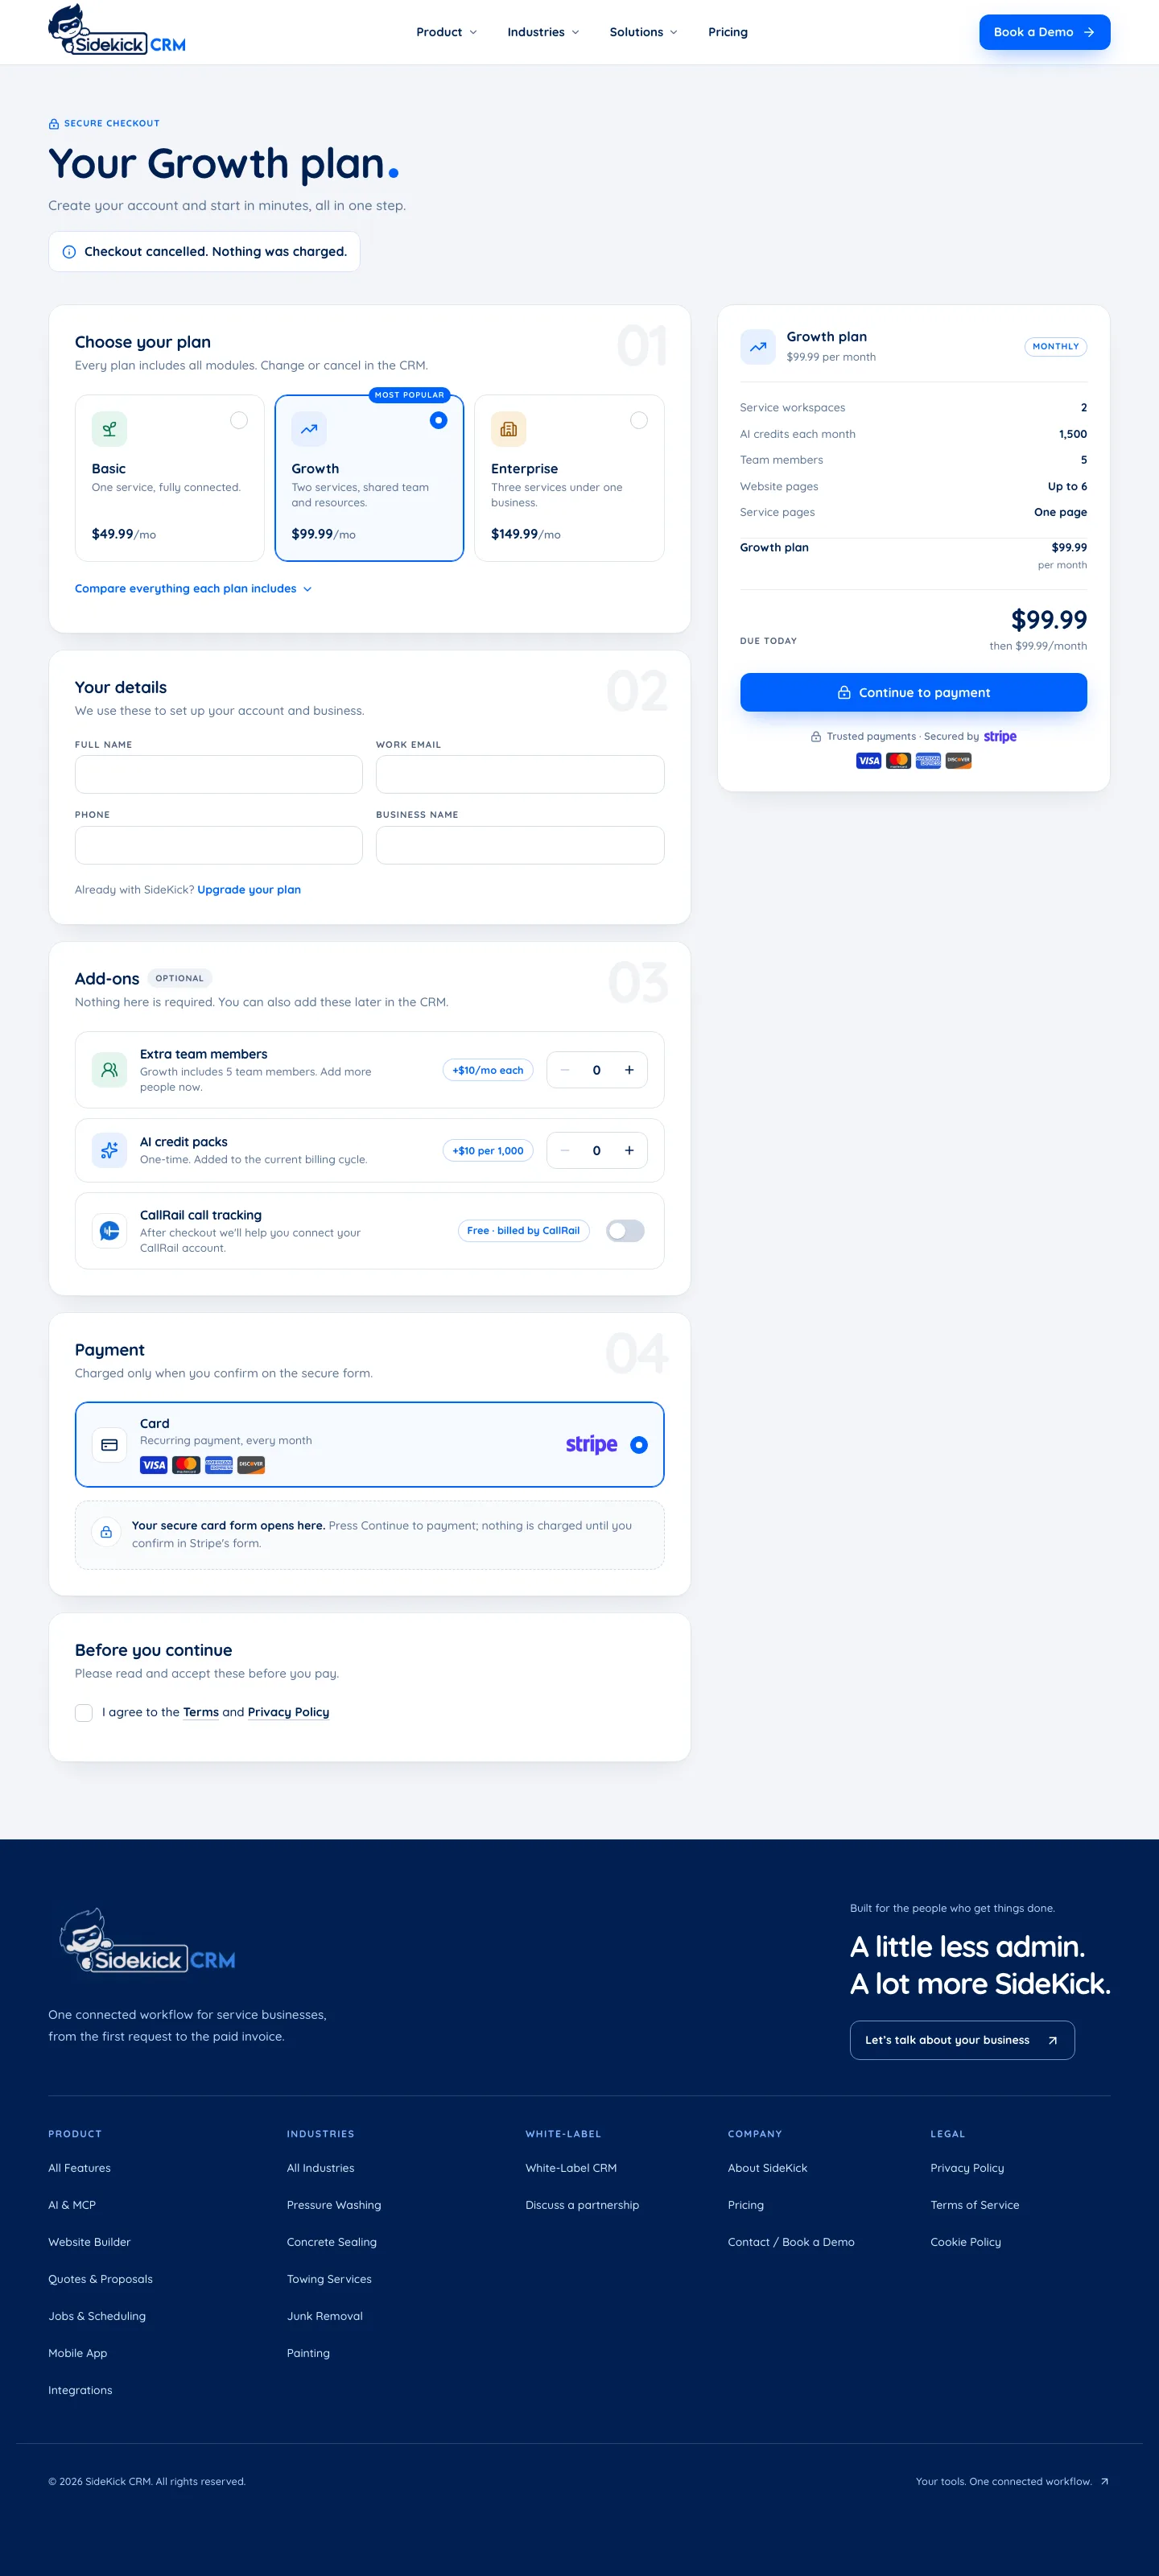 Sidekick CRM
Product
Industries
Solutions
Pricing
Book a Demo
SECURE CHECKOUT
Your Growth plan.
Create your account and start in minutes, all in one step.
Checkout cancelled. Nothing was charged.
Choose your plan
01
Every plan includes all modules. Change or cancel in the CRM.
Basic
One service, fully connected.
$49.99/mo
MOST POPULAR
Growth
Two services, shared team
and resources.
$99.99/mo
Enterprise
Three services under one
business.
$149.99/mo
Compare everything each plan includes
Your details
02
We use these to set up your account and business.
FULL NAME
WORK EMAIL
PHONE
BUSINESS NAME
Already with SideKick? Upgrade your plan
Add-ons
OPTIONAL
03
Nothing here is required. You can also add these later in the CRM.
Extra team members
Growth includes 5 team members. Add more
people now.
+$10/mo each
− 0 +
AI credit packs
One-time. Added to the current billing cycle.
+$10 per 1,000
− 0 +
CallRail call tracking
After checkout we'll help you connect your
CallRail account.
Free · billed by CallRail
Payment
04
Charged only when you confirm on the secure form.
Card
Recurring payment, every month
VISA mastercard AMERICAN EXPRESS DISCOVER
stripe
Your secure card form opens here. Press Continue to payment; nothing is charged until you
confirm in Stripe's form.
Before you continue
Please read and accept these before you pay.
I agree to the Terms and Privacy Policy
Growth plan
$99.99 per month
MONTHLY
Service workspaces 2
AI credits each month 1,500
Team members 5
Website pages Up to 6
Service pages One page
Growth plan $99.99
per month
DUE TODAY
$99.99
then $99.99/month
Continue to payment
Trusted payments · Secured by stripe
VISA AMERICAN EXPRESS DISCOVER
Sidekick CRM
One connected workflow for service businesses,
from the first request to the paid invoice.
Built for the people who get things done.
A little less admin.
A lot more SideKick.
Let’s talk about your business
PRODUCT
All Features
AI & MCP
Website Builder
Quotes & Proposals
Jobs & Scheduling
Mobile App
Integrations
INDUSTRIES
All Industries
Pressure Washing
Concrete Sealing
Towing Services
Junk Removal
Painting
WHITE-LABEL
White-Label CRM
Discuss a partnership
COMPANY
About SideKick
Pricing
Contact / Book a Demo
LEGAL
Privacy Policy
Terms of Service
Cookie Policy
© 2026 SideKick CRM. All rights reserved.
Your tools. One connected workflow.